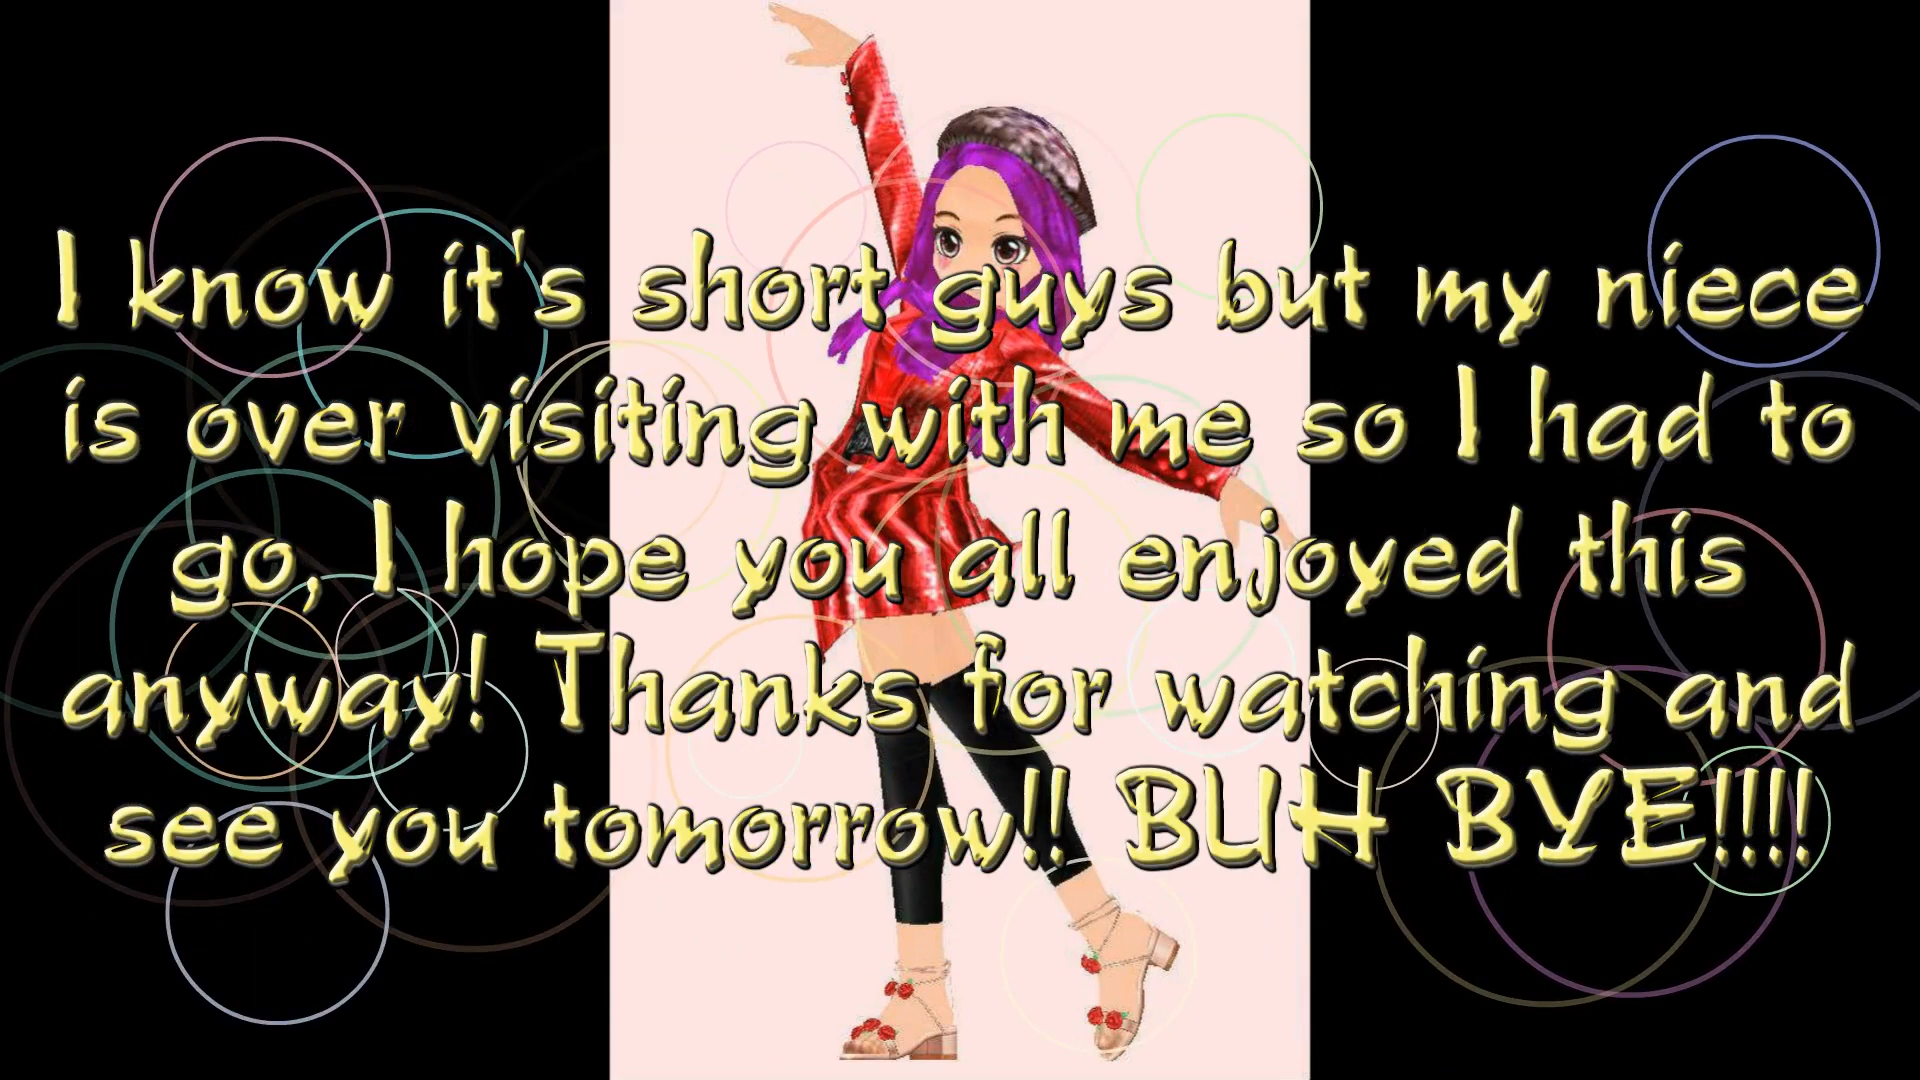 I know it's short guys but my niece
is over visiting with me so I had to
go, I hope you all enjoyed this
anyway! Thanks for watching and
see you tomorrow!! BUH BYE!!!!